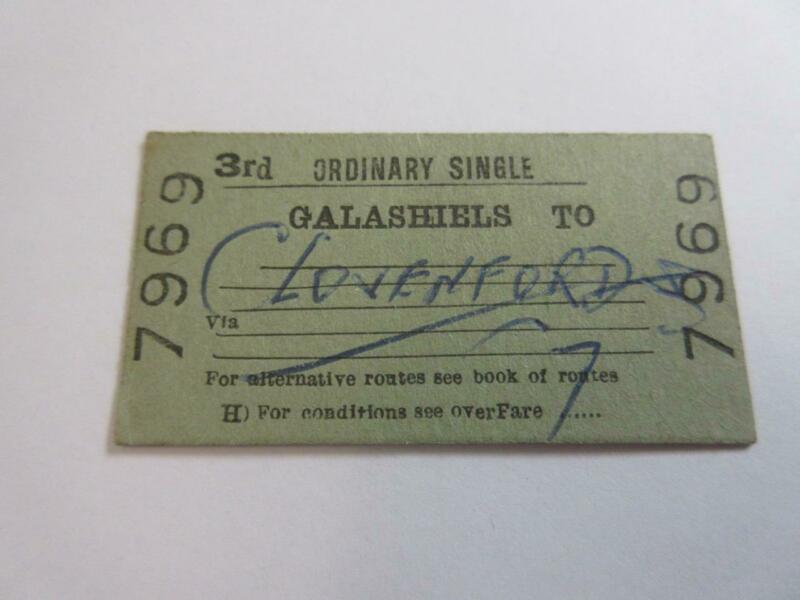 3rd ORDINARY SINGLE
GALASHIELS TO
CLOVENFORDS
Via
7
For alternative routes see book of routes
H) For conditions see overFare ......
7969
7969